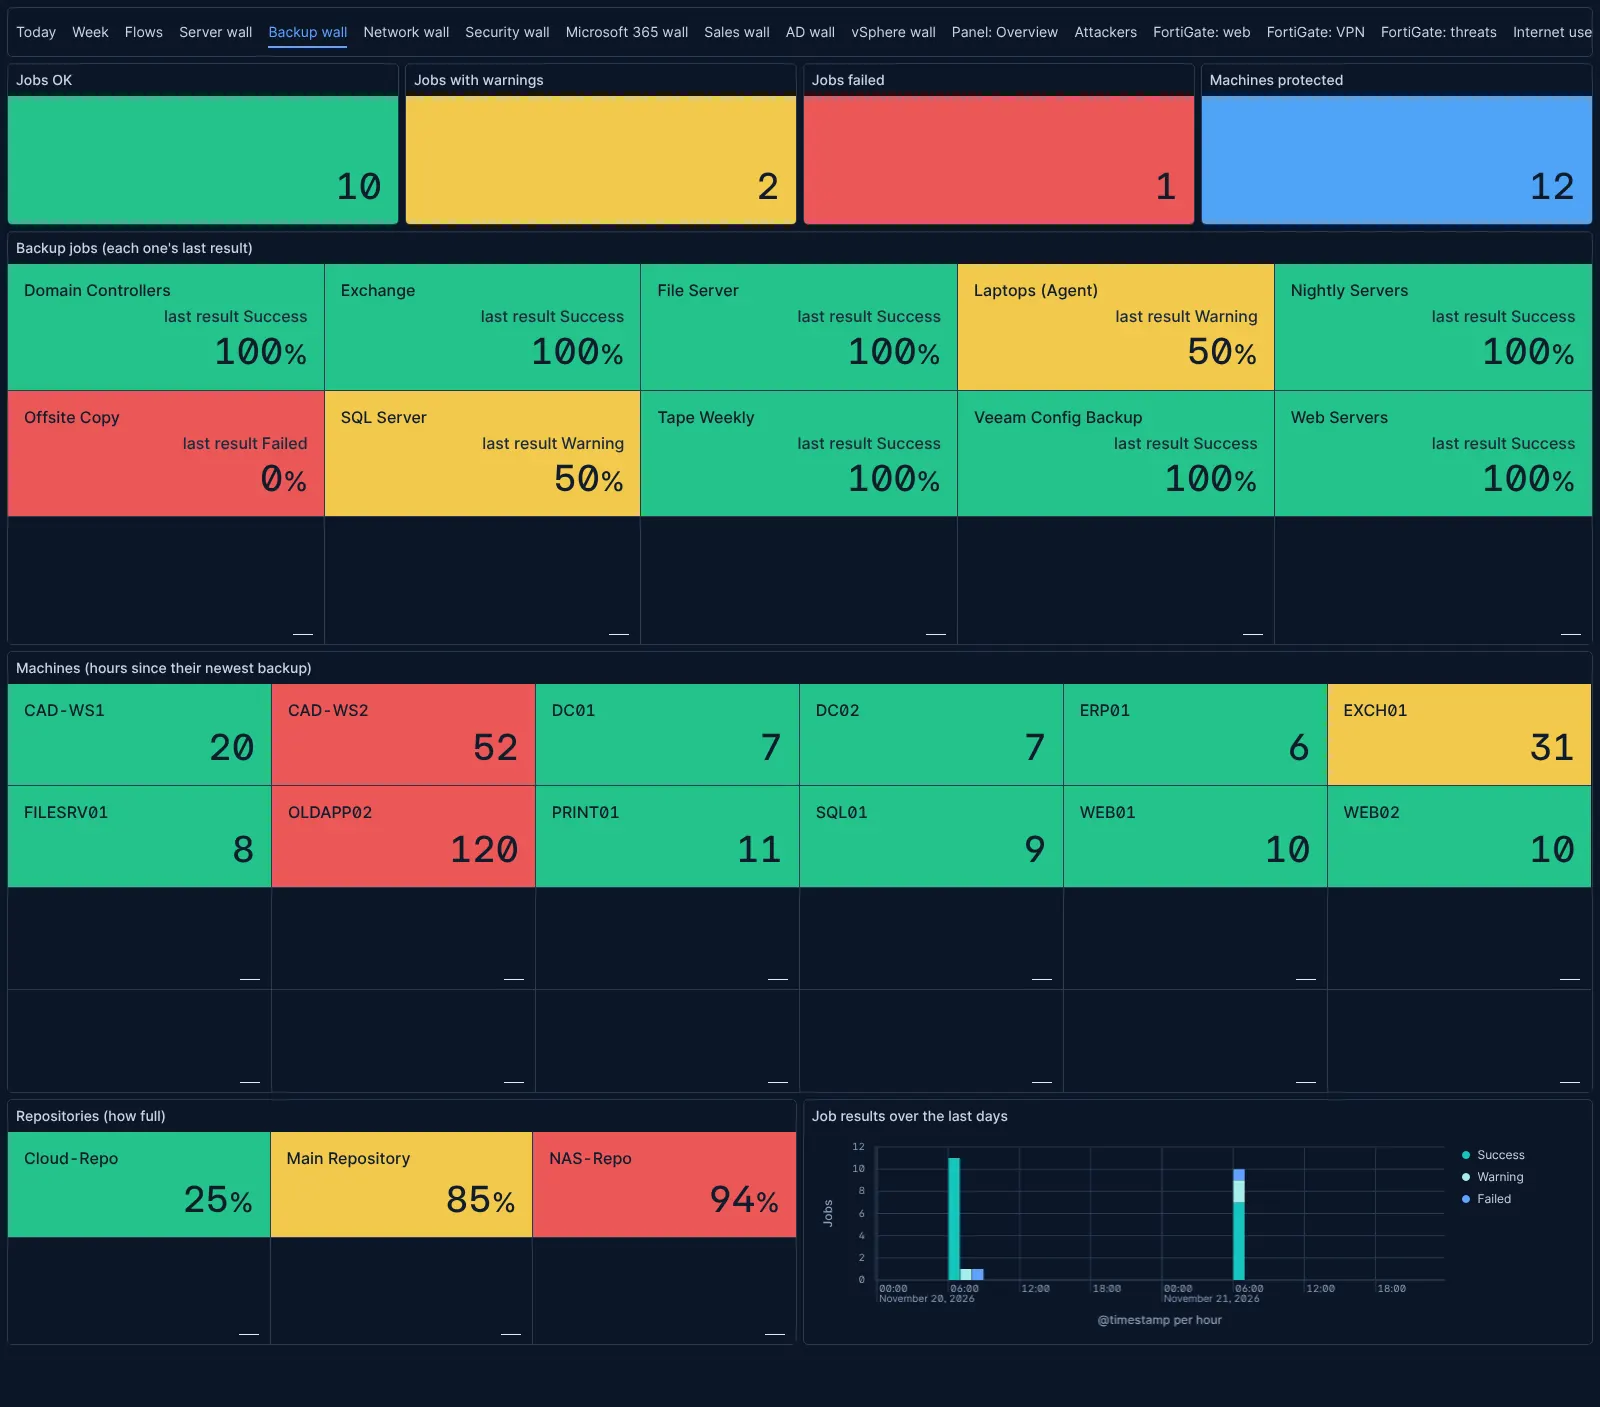 Today Week Flows Server wall Backup wall Network wall Security wall Microsoft 365 wall Sales wall AD wall vSphere wall Panel: Overview Attackers FortiGate: web FortiGate: VPN FortiGate: threats Internet use
Jobs OK Jobs with warnings Jobs failed Machines protected
10 2 1 12
Backup jobs (each one's last result)
Domain Controllers Exchange File Server Laptops (Agent) Nightly Servers
last result Success last result Success last result Success last result Warning last result Success
100% 100% 100% 50% 100%
Offsite Copy SQL Server Tape Weekly Veeam Config Backup Web Servers
last result Failed last result Warning last result Success last result Success last result Success
0% 50% 100% 100% 100%
— — — — —
Machines (hours since their newest backup)
CAD-WS1 CAD-WS2 DC01 DC02 ERP01 EXCH01
20 52 7 7 6 31
FILESRV01 OLDAPP02 PRINT01 SQL01 WEB01 WEB02
8 120 11 9 10 10
— — — — — —
— — — — — —
Repositories (how full) Job results over the last days
Cloud-Repo Main Repository NAS-Repo
25% 85% 94%
— — —
12
10
8
6
4
2
0
Jobs
00:00 06:00 12:00 18:00 00:00 06:00 12:00 18:00
November 20, 2026 November 21, 2026
@timestamp per hour
Success
Warning
Failed